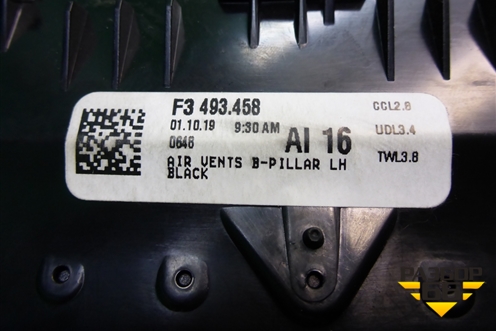 F3 493.458
CCL2.6
01.10.19 9:30 AM
UDL3.4
0646
AI 16
TWL3.8
AIR VENTS B-PILLAR LH
BLACK